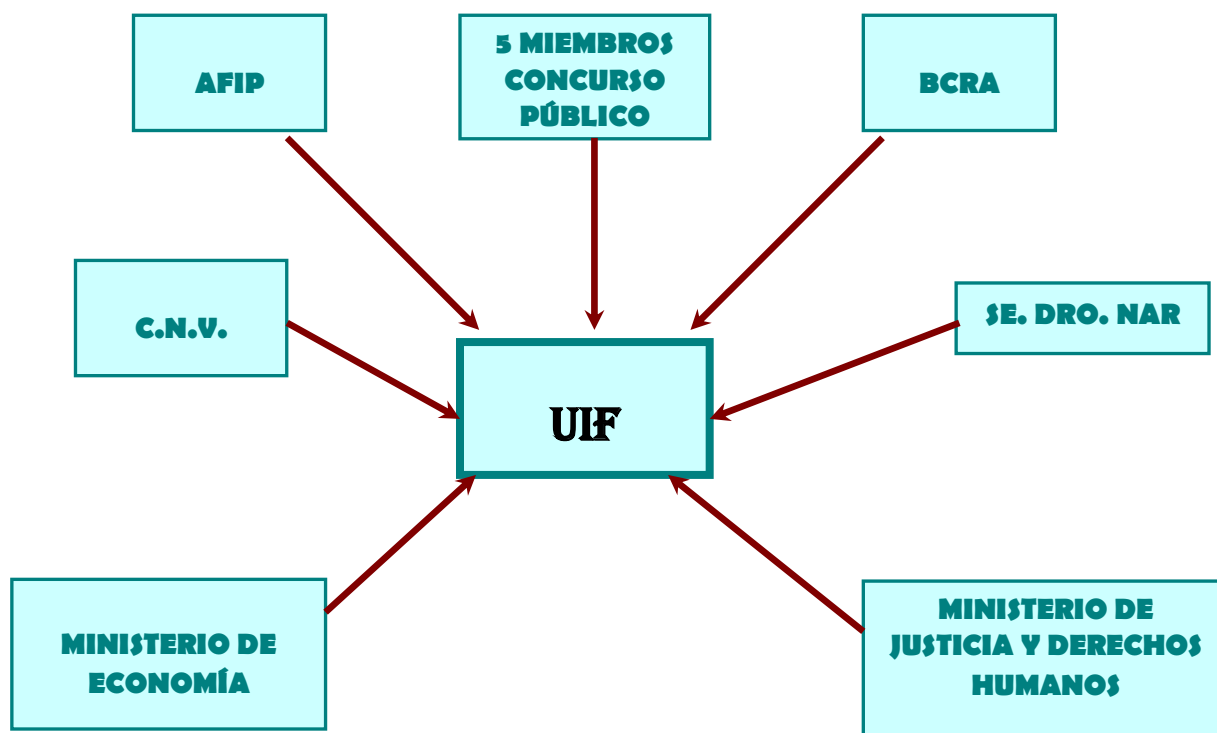 AFIP
5 MIEMBROS
CONCURSO
PÚBLICO
BCRA
C.N.V.
SE. DRO. NAR
UIF
MINISTERIO DE
ECONOMÍA
MINISTERIO DE
JUSTICIA Y DERECHOS
HUMANOS